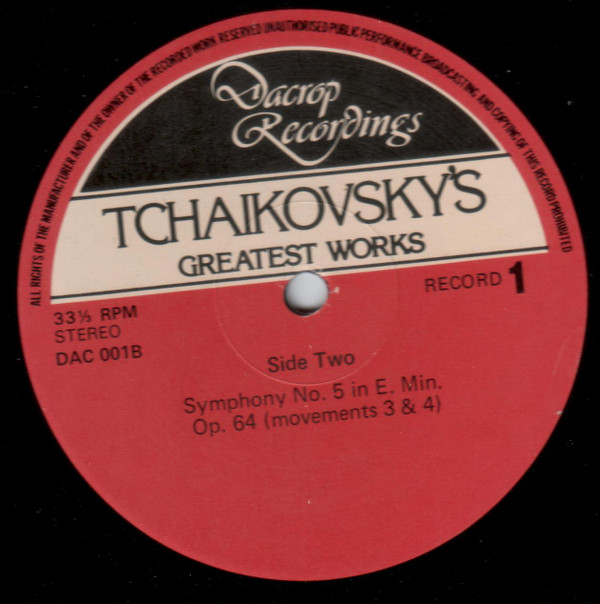 ALL RIGHTS OF THE MANUFACTURER AND OF THE OWNER OF THE RECORDED WORK RESERVED UNAUTHORISED PUBLIC PERFORMANCE BROADCASTING AND COPYING OF THIS RECORD PROHIBITED
Dacrop
Recordings
TCHAIKOVSKY'S
GREATEST WORKS
33⅓ RPM
STEREO
DAC 001B
RECORD 1
Side Two
Symphony No. 5 in E. Min.
Op. 64 (movements 3 & 4)